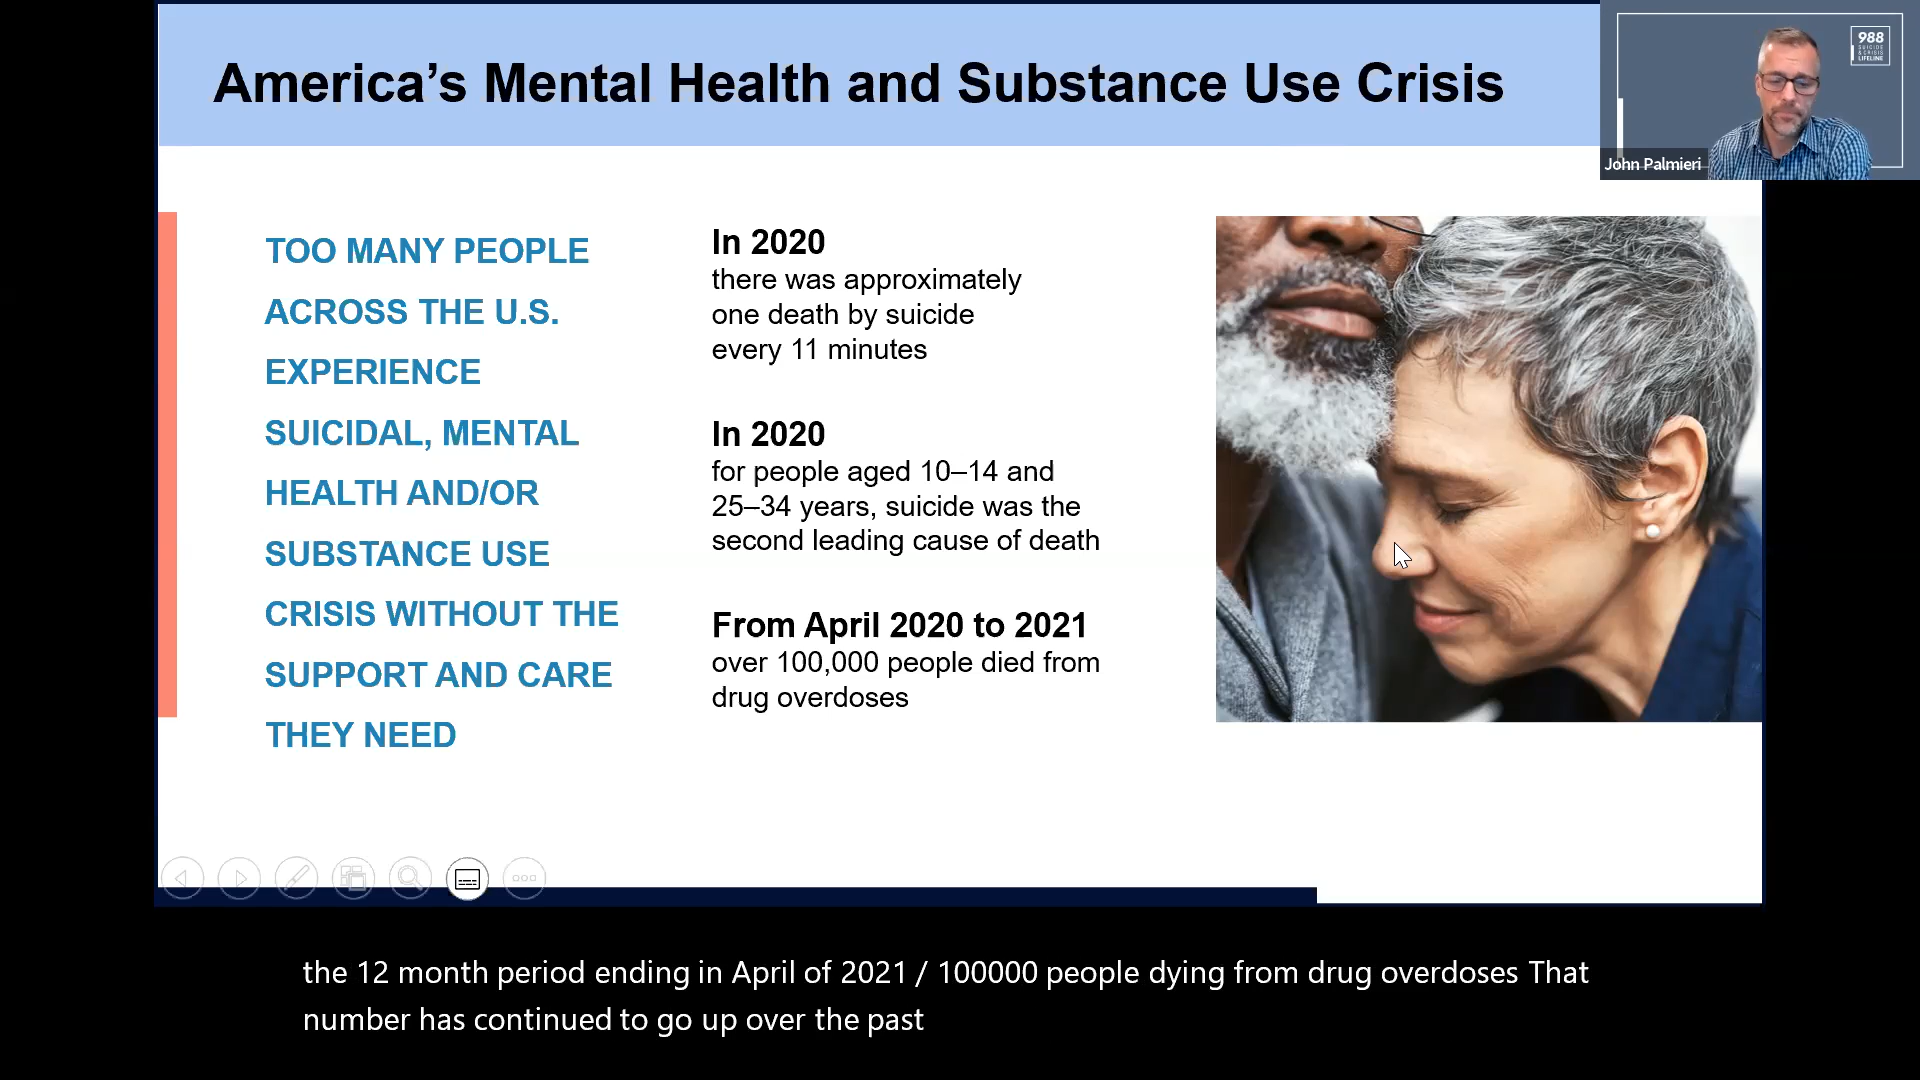 America’s Mental Health and Substance Use Crisis
988
SUICIDE
& CRISIS
LIFELINE
John Palmieri
TOO MANY PEOPLE
ACROSS THE U.S.
EXPERIENCE
SUICIDAL, MENTAL
HEALTH AND/OR
SUBSTANCE USE
CRISIS WITHOUT THE
SUPPORT AND CARE
THEY NEED
In 2020
there was approximately
one death by suicide
every 11 minutes
In 2020
for people aged 10–14 and
25–34 years, suicide was the
second leading cause of death
From April 2020 to 2021
over 100,000 people died from
drug overdoses
the 12 month period ending in April of 2021 / 100000 people dying from drug overdoses That
number has continued to go up over the past